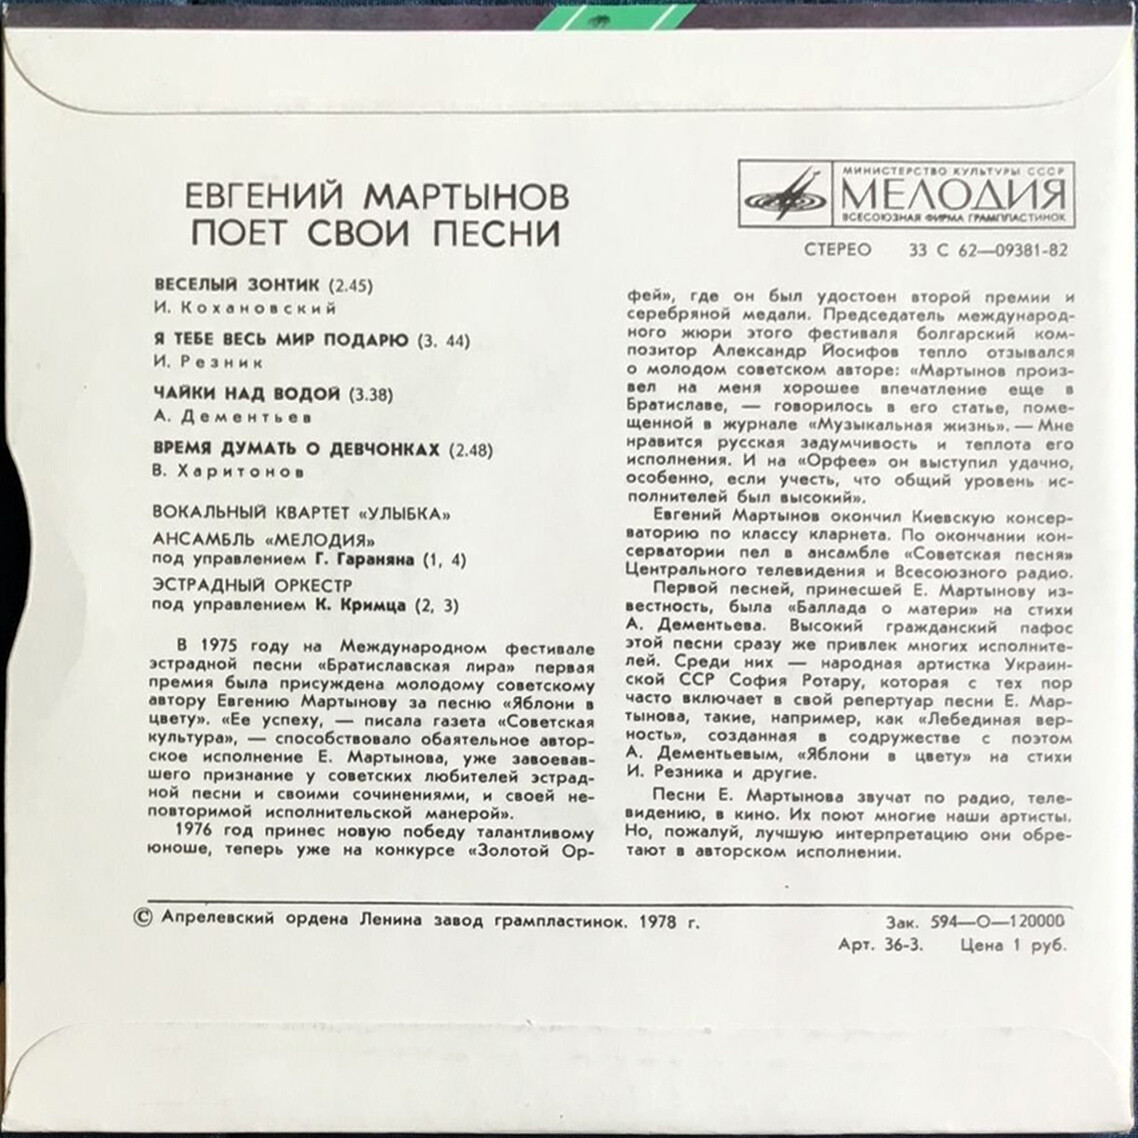 ЕВГЕНИЙ МАРТЫНОВ
ПОЕТ СВОИ ПЕСНИ
МИНИСТЕРСТВО КУЛЬТУРЫ СССР
МЕЛОДИЯ
ВСЕСОЮЗНАЯ ФИРМА ГРАМПЛАСТИНОК
СТЕРЕО 33 С 62—09381-82
ВЕСЕЛЫЙ ЗОНТИК (2.45)
И. Кохановский
Я ТЕБЕ ВЕСЬ МИР ПОДАРЮ (3. 44)
И. Резник
ЧАЙКИ НАД ВОДОЙ (3.38)
А. Дементьев
ВРЕМЯ ДУМАТЬ О ДЕВЧОНКАХ (2.48)
В. Харитонов
ВОКАЛЬНЫЙ КВАРТЕТ «УЛЫБКА»
АНСАМБЛЬ «МЕЛОДИЯ»
под управлением Г. Гараняна (1, 4)
ЭСТРАДНЫЙ ОРКЕСТР
под управлением К. Кримца (2, 3)
В 1975 году на Международном фестивале
эстрадной песни «Братиславская лира» первая
премия была присуждена молодому советскому
автору Евгению Мартынову за песню «Яблони в
цвету». «Ее успеху, — писала газета «Советская
культура», — способствовало обаятельное автор-
ское исполнение Е. Мартынова, уже завоевав-
шего признание у советских любителей эстрад-
ной песни и своими сочинениями, и своей не-
повторимой исполнительской манерой».
1976 год принес новую победу талантливому
юноше, теперь уже на конкурсе «Золотой Ор-
фей», где он был удостоен второй премии и
серебряной медали. Председатель международ-
ного жюри этого фестиваля болгарский ком-
позитор Александр Йосифов тепло отзывался
о молодом советском авторе: «Мартынов произ-
вел на меня хорошее впечатление еще в
Братиславе, — говорилось в его статье, поме-
щенной в журнале «Музыкальная жизнь». — Мне
нравится русская задумчивость и теплота его
исполнения. И на «Орфее» он выступил удачно,
особенно, если учесть, что общий уровень ис-
полнителей был высокий».
Евгений Мартынов окончил Киевскую консер-
ваторию по классу кларнета. По окончании кон-
серватории пел в ансамбле «Советская песня»
Центрального телевидения и Всесоюзного радио.
Первой песней, принесшей Е. Мартынову из-
вестность, была «Баллада о матери» на стихи
А. Дементьева. Высокий гражданский пафос
этой песни сразу же привлек многих исполните-
лей. Среди них — народная артистка Украин-
ской ССР София Ротару, которая с тех пор
часто включает в свой репертуар песни Е. Мар-
тынова, такие, например, как «Лебединая вер-
ность», созданная в содружестве с поэтом
А. Дементьевым, «Яблони в цвету» на стихи
И. Резника и другие.
Песни Е. Мартынова звучат по радио, теле-
видению, в кино. Их поют многие наши артисты.
Но, пожалуй, лучшую интерпретацию они обре-
тают в авторском исполнении.
© Апрелевский ордена Ленина завод грампластинок. 1978 г.
Зак. 594—О—120000
Арт. 36-3. Цена 1 руб.